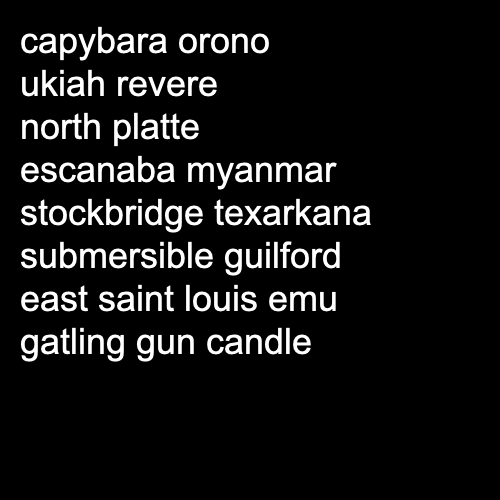 capybara orono
ukiah revere
north platte
escanaba myanmar
stockbridge texarkana
submersible guilford
east saint louis emu
gatling gun candle